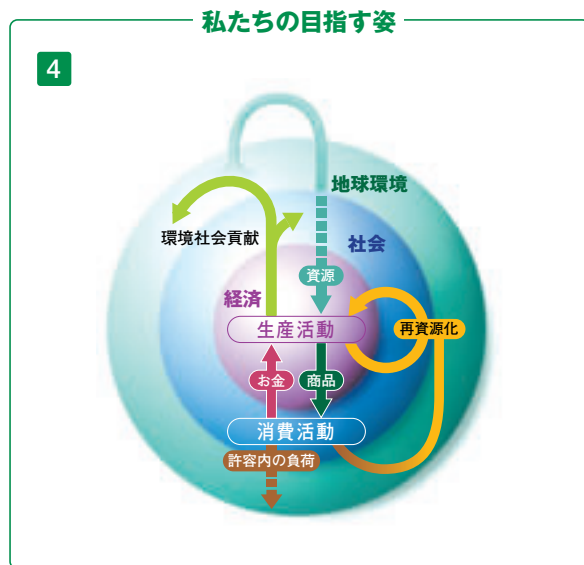 私たちの目指す姿
4
地球環境
環境社会貢献
社会
資源
経済
生産活動
再資源化
お金
商品
消費活動
許容内の負荷